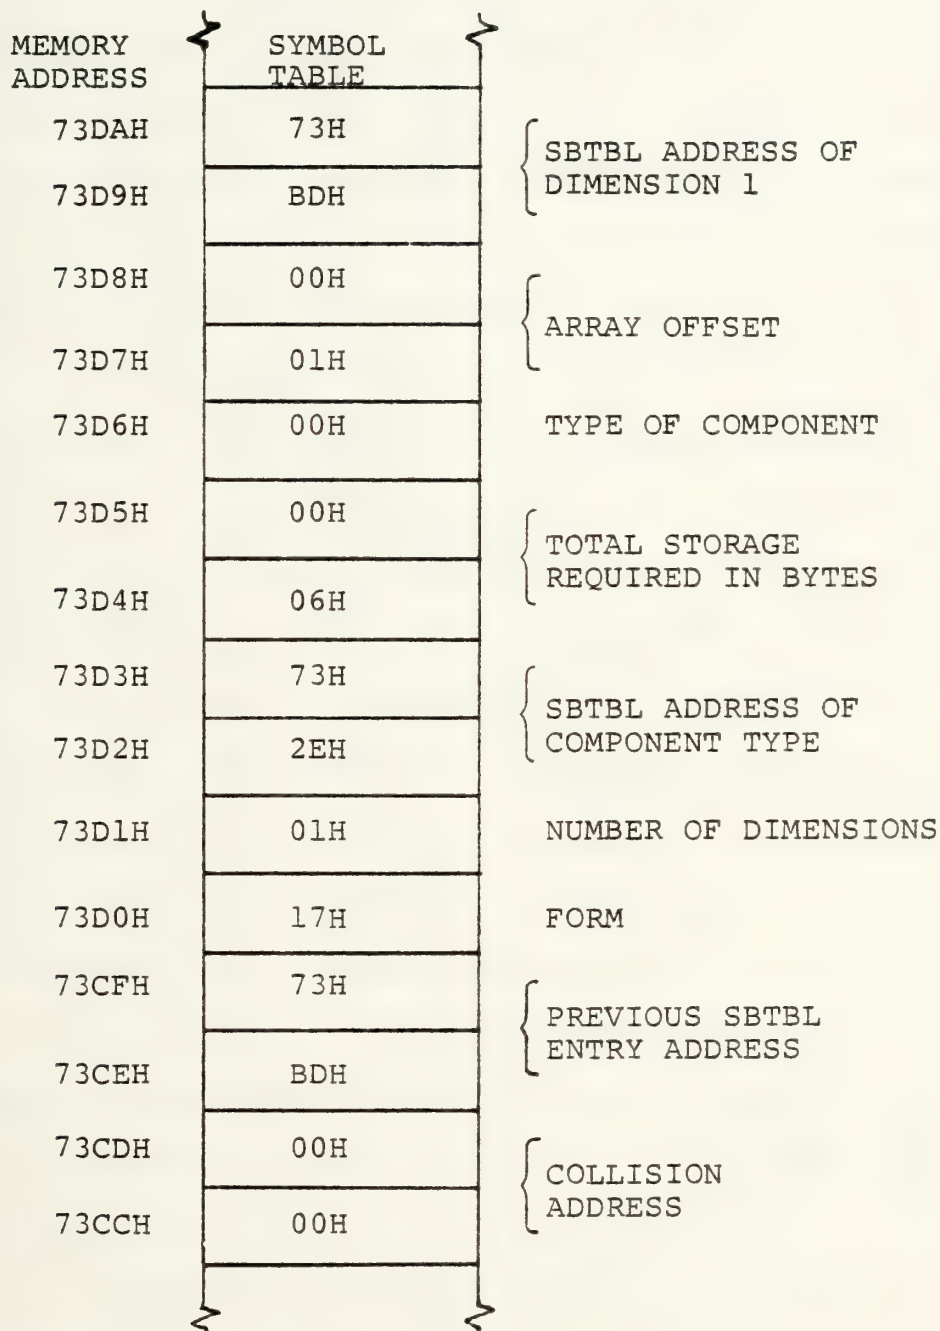 MEMORY ADDRESS
SYMBOL TABLE
73DAH 73H
SBTBL ADDRESS OF
DIMENSION 1
73D9H BDH
73D8H 00H
ARRAY OFFSET
73D7H 01H
73D6H 00H TYPE OF COMPONENT
73D5H 00H
TOTAL STORAGE
REQUIRED IN BYTES
73D4H 06H
73D3H 73H
SBTBL ADDRESS OF
COMPONENT TYPE
73D2H 2EH
73D1H 01H NUMBER OF DIMENSIONS
73D0H 17H FORM
73CFH 73H
PREVIOUS SBTBL
ENTRY ADDRESS
73CEH BDH
73CDH 00H
COLLISION
ADDRESS
73CCH 00H